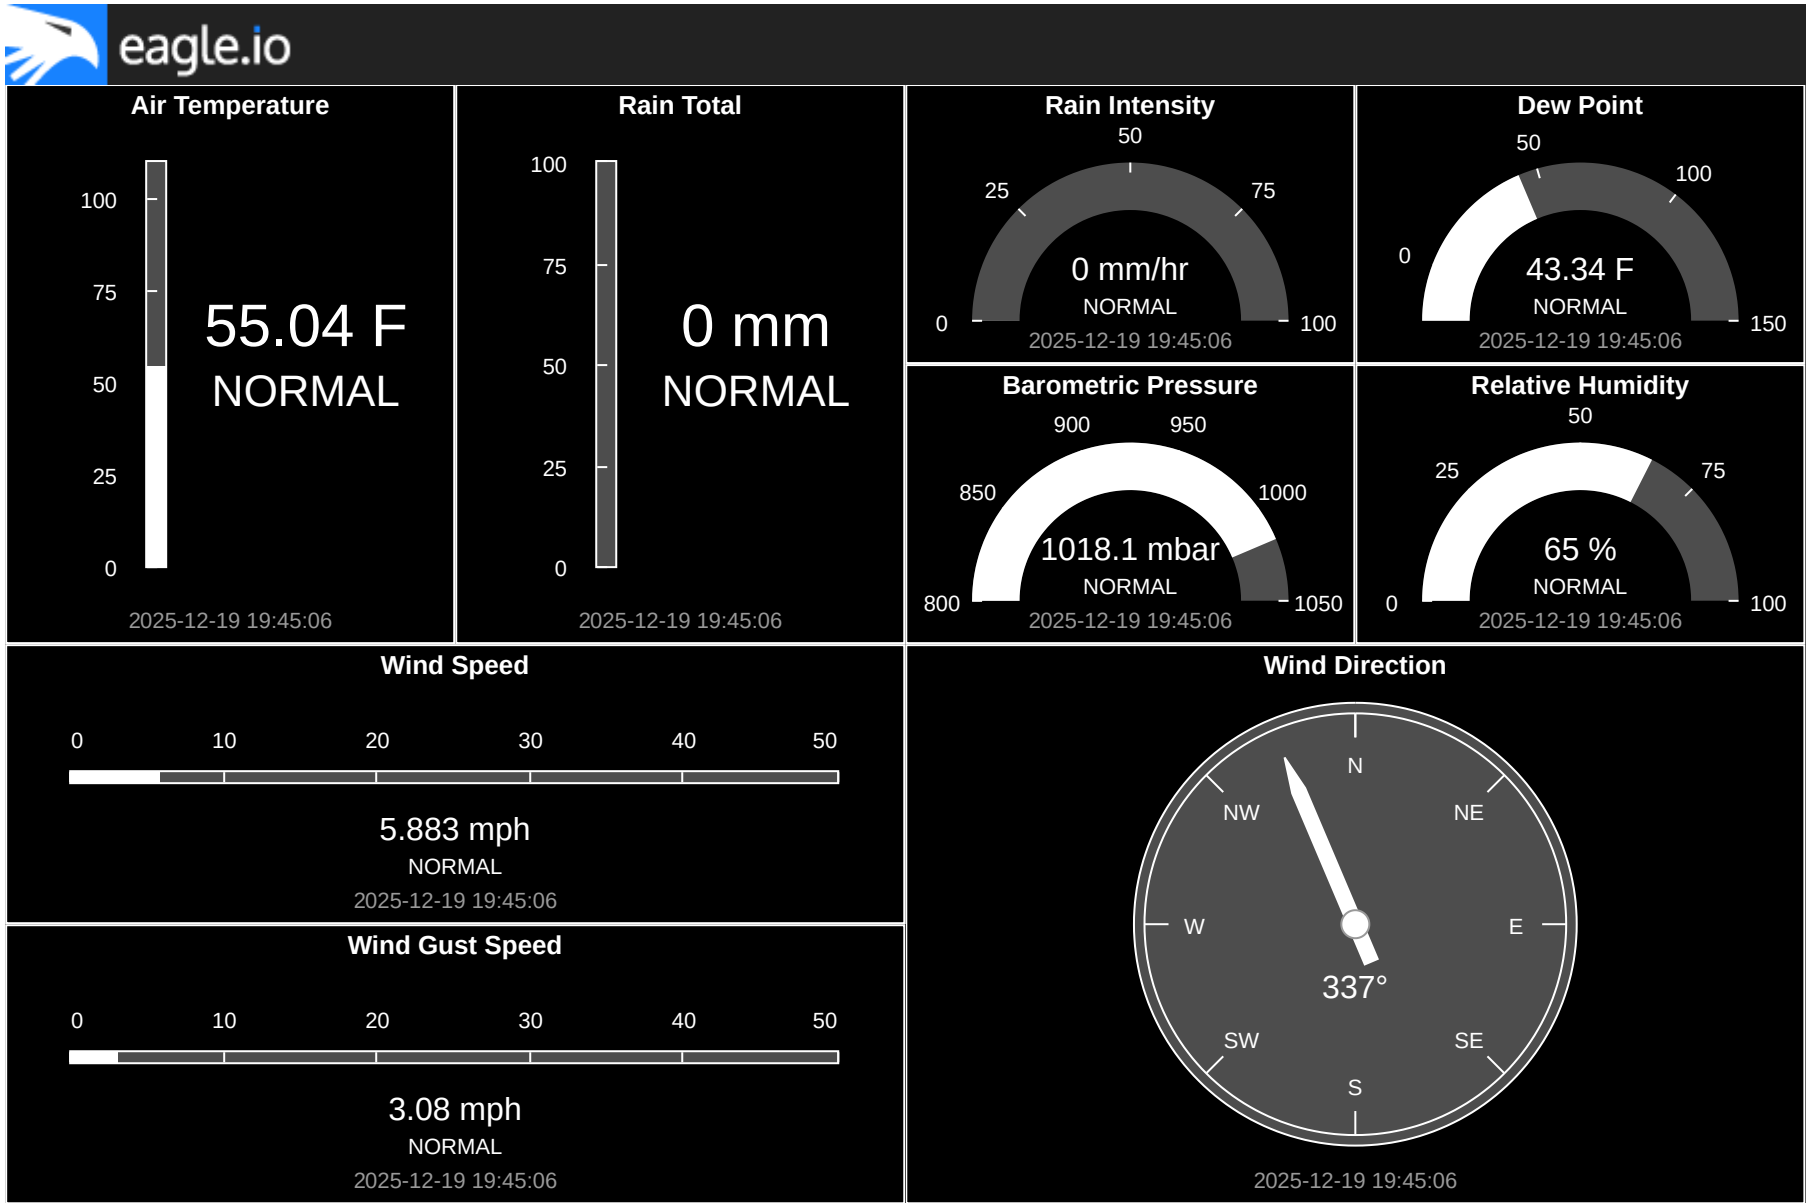 eagle.io
Air Temperature
100
75
50
25
0
55.04 F
NORMAL
2025-12-19 19:45:06
Rain Total
100
75
50
25
0
0 mm
NORMAL
2025-12-19 19:45:06
Rain Intensity
50
25
75
0
100
0 mm/hr
NORMAL
2025-12-19 19:45:06
Dew Point
50
100
0
150
43.34 F
NORMAL
2025-12-19 19:45:06
Barometric Pressure
900
950
850
1000
800
1050
1018.1 mbar
NORMAL
2025-12-19 19:45:06
Relative Humidity
50
25
75
0
100
65 %
NORMAL
2025-12-19 19:45:06
Wind Speed
0 10 20 30 40 50
5.883 mph
NORMAL
2025-12-19 19:45:06
Wind Gust Speed
0 10 20 30 40 50
3.08 mph
NORMAL
2025-12-19 19:45:06
Wind Direction
N
NW NE
W E
337°
SW SE
S
2025-12-19 19:45:06